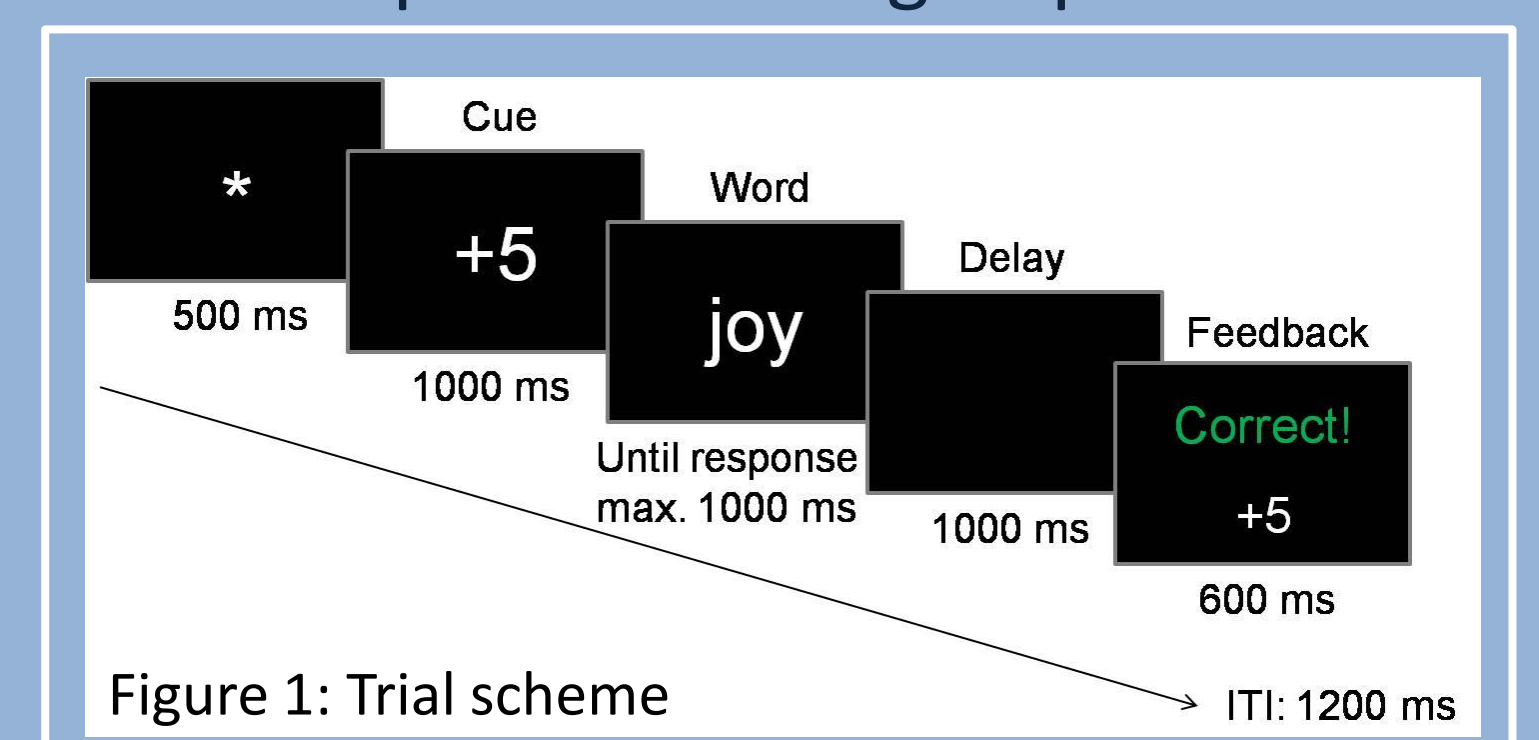 Cue
*
Word
+5
Delay
500 ms
joy
Feedback
1000 ms
Correct!
Until response
max. 1000 ms
+5
1000 ms
600 ms
Figure 1: Trial scheme
ITI: 1200 ms